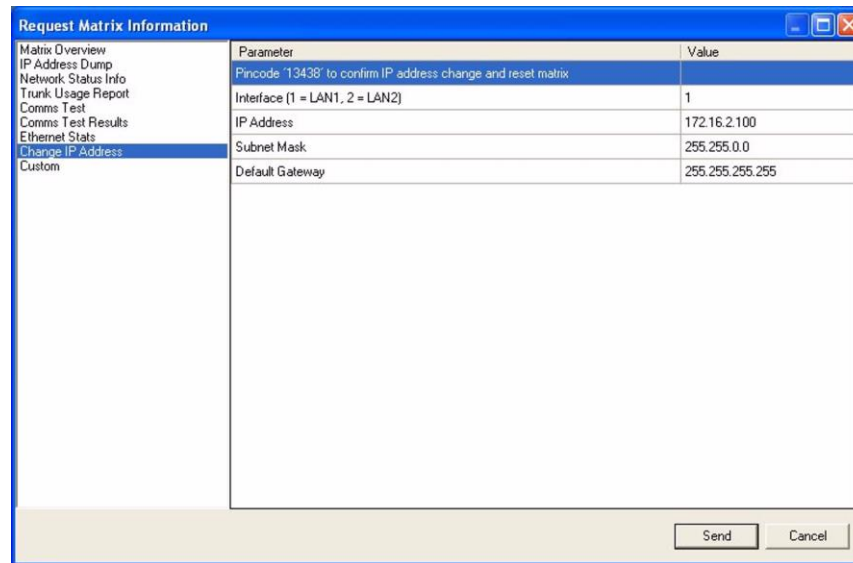 Request Matrix Information
Matrix Overview
IP Address Dump
Network Status Info
Trunk Usage Report
Comms Test
Comms Test Results
Ethernet Stats
Change IP Address
Custom
Parameter Value
Pincode '13438' to confirm IP address change and reset matrix
Interface (1 = LAN1, 2 = LAN2) 1
IP Address 172.16.2.100
Subnet Mask 255.255.0.0
Default Gateway 255.255.255.255
Send Cancel